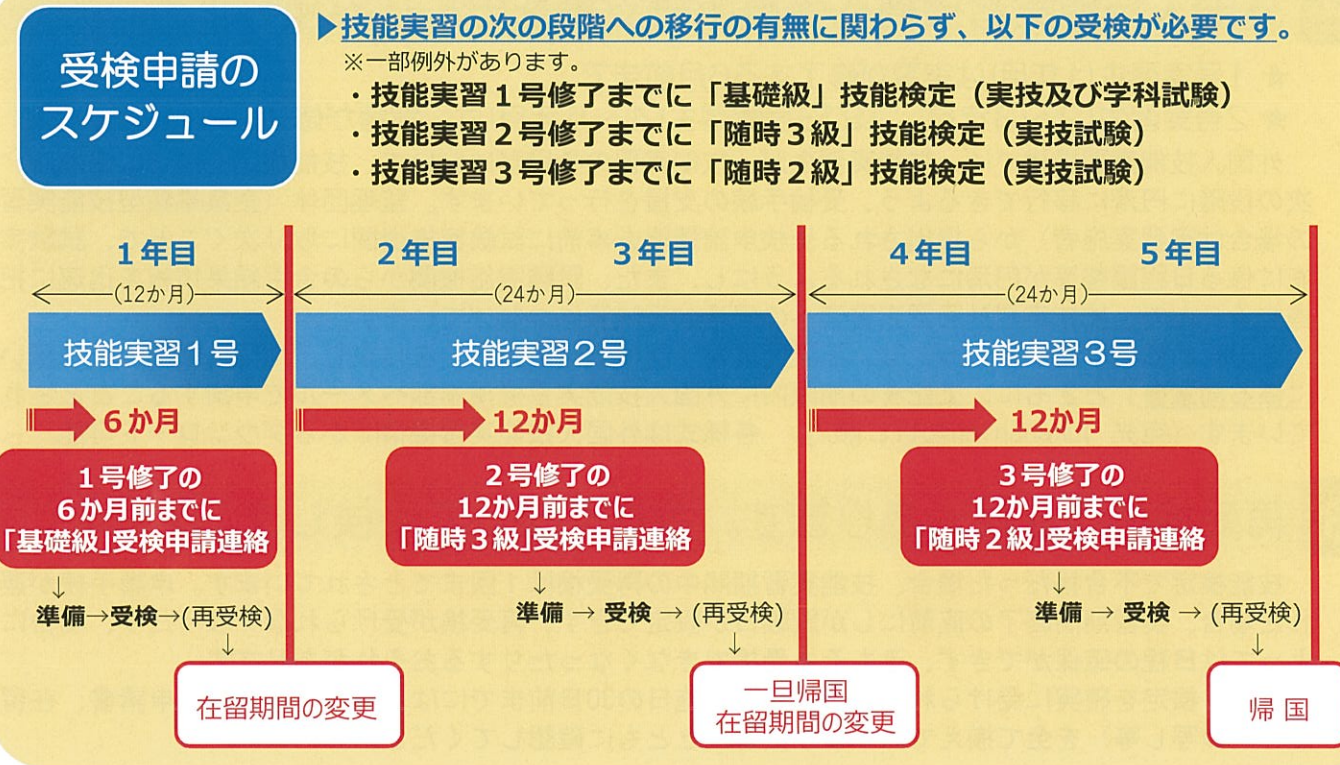 受検申請の
スケジュール
▶技能実習の次の段階への移行の有無に関わらず、以下の受検が必要です。
※一部例外があります。
・技能実習１号修了までに「基礎級」技能検定（実技及び学科試験）
・技能実習２号修了までに「随時３級」技能検定（実技試験）
・技能実習３号修了までに「随時２級」技能検定（実技試験）
１年目 ２年目 ３年目 ４年目 ５年目
(12か月) (24か月) (24か月)
技能実習１号 技能実習２号 技能実習３号
６か月 12か月 12か月
１号修了の
６か月前までに
「基礎級」受検申請連絡
２号修了の
12か月前までに
「随時３級」受検申請連絡
３号修了の
12か月前までに
「随時２級」受検申請連絡
↓ ↓ ↓
準備→受検→(再受検) 準備 → 受検 → (再受検) 準備 → 受検 → (再受検)
↓ ↓ ↓
在留期間の変更
一旦帰国
在留期間の変更
帰 国